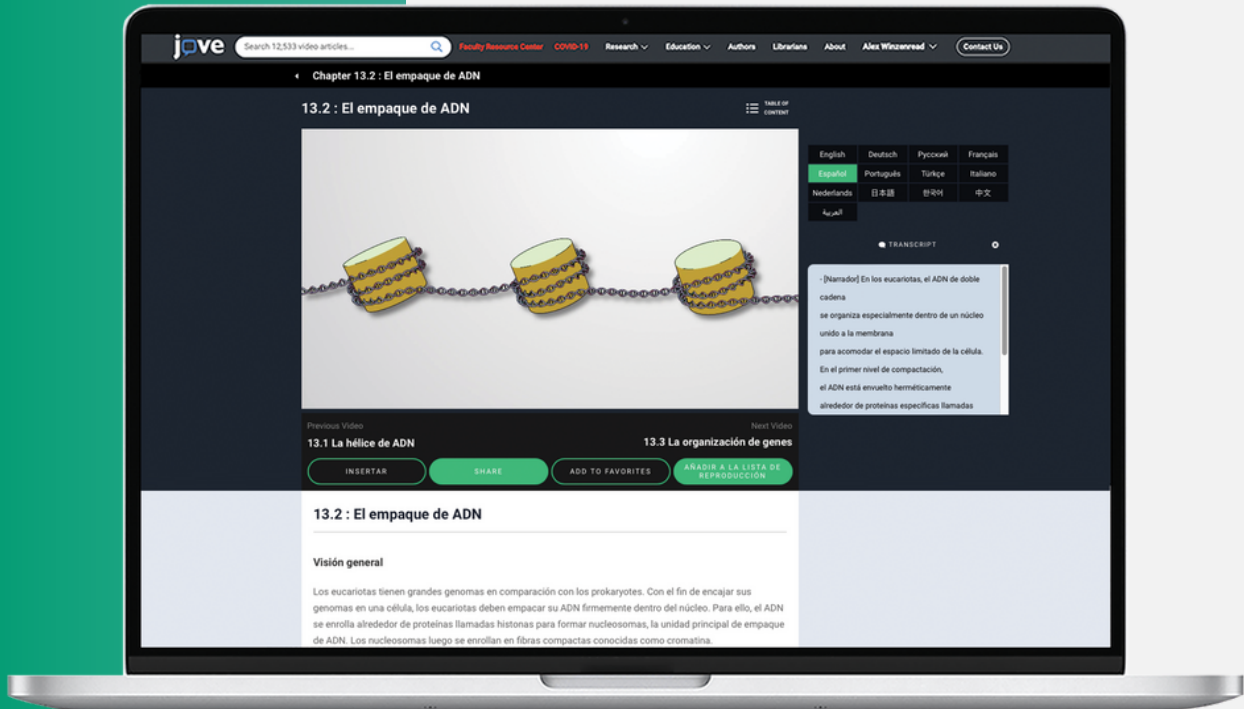 jove
Search 12,533 video articles...
Faculty Resource Center
COVID-19
Research
Education
Authors
Librarians
About
Alex Winzenread
Contact Us
Chapter 13.2 : El empaque de ADN
13.2 : El empaque de ADN
TABLE OF
CONTENT
English Deutsch Русский Français
Español Português Türkçe Italiano
Nederlands 日本語 한국어 中文
العربية
TRANSCRIPT
- [Narrador] En los eucariotas, el ADN de doble
cadena
se organiza especialmente dentro de un núcleo
unido a la membrana
para acomodar el espacio limitado de la célula.
En el primer nivel de compactación,
el ADN está envuelto herméticamente
alrededor de proteínas específicas llamadas
Previous Video
13.1 La hélice de ADN
Next Video
13.3 La organización de genes
INSERTAR
SHARE
ADD TO FAVORITES
AÑADIR A LA LISTA DE
REPRODUCCIÓN
13.2 : El empaque de ADN
Visión general
Los eucariotas tienen grandes genomas en comparación con los prokaryotes. Con el fin de encajar sus
genomas en una célula, los eucariotas deben empacar su ADN firmemente dentro del núcleo. Para ello, el ADN
se enrolla alrededor de proteínas llamadas histonas para formar nucleosomas, la unidad principal de empaque
de ADN. Los nucleosomas luego se enrollan en fibras compactas conocidas como cromatina.